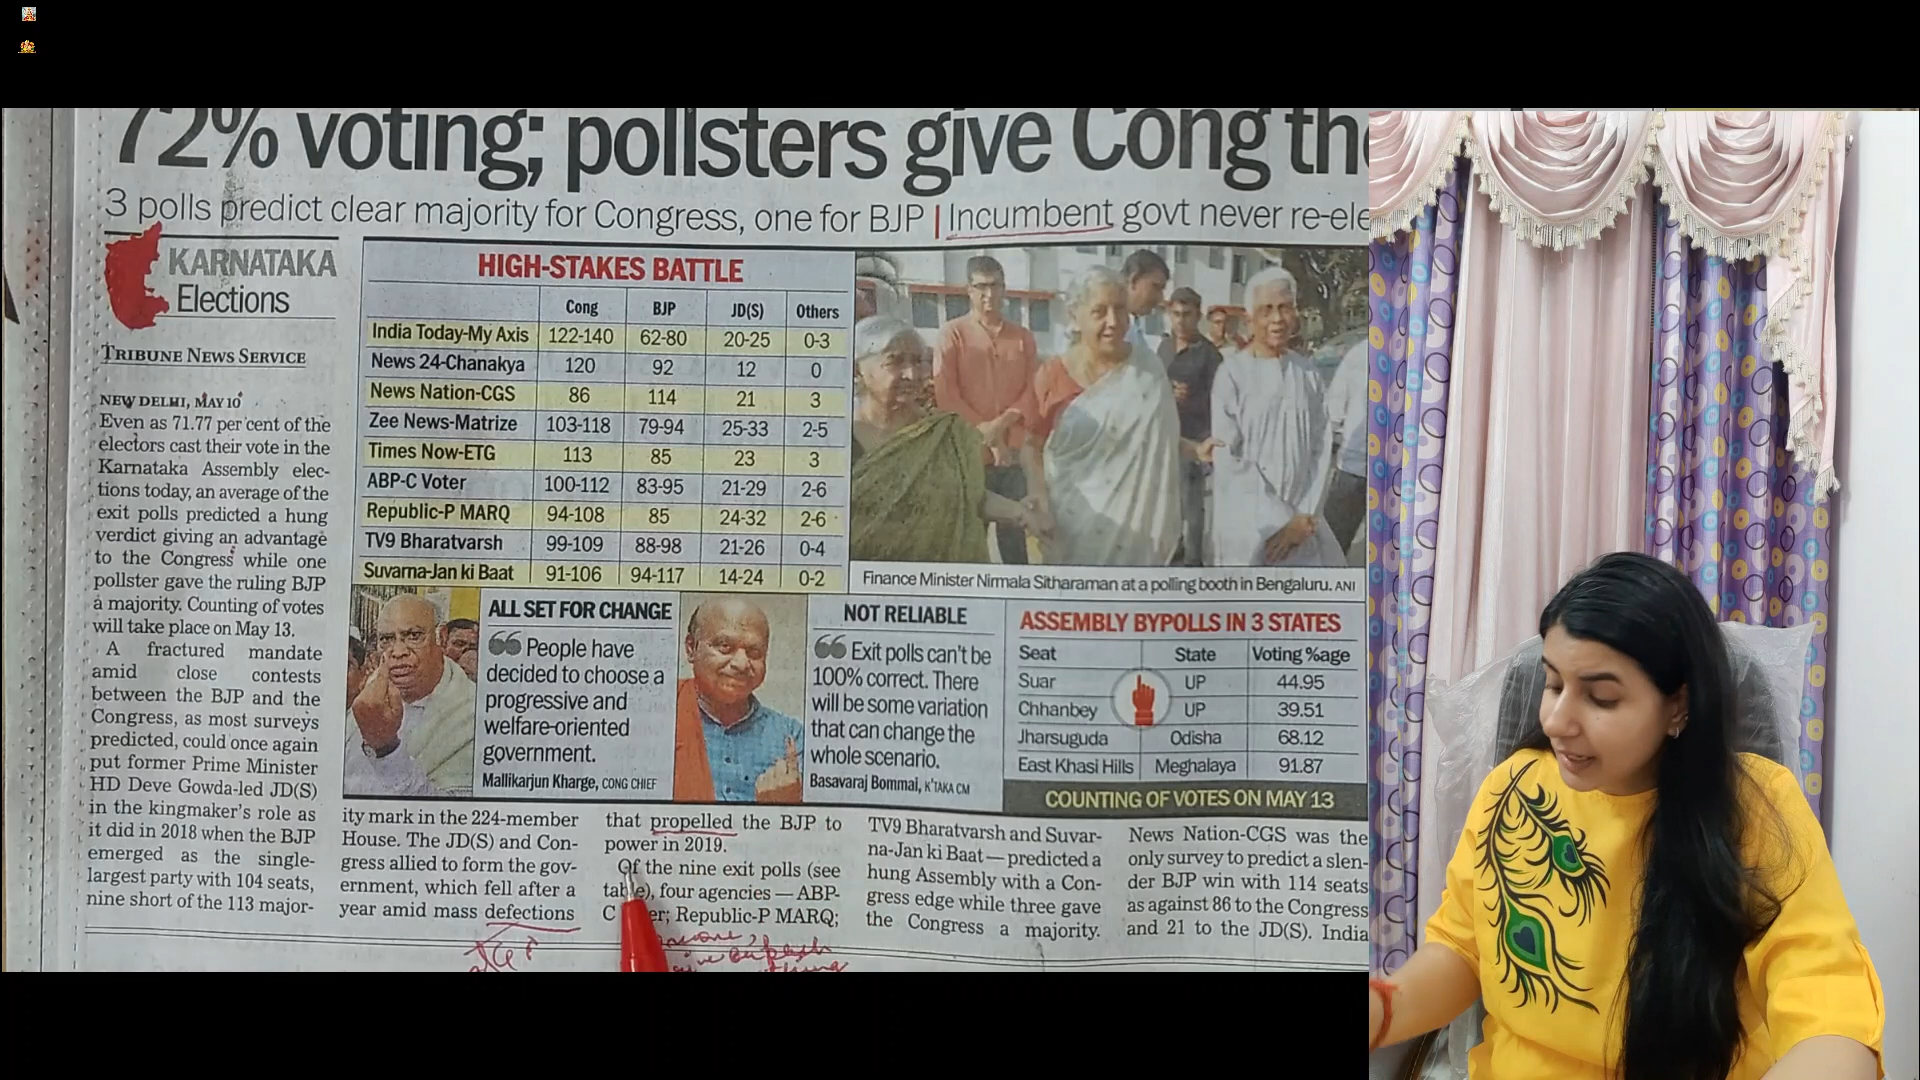 72% voting; pollsters give Cong
3 polls predict clear majority for Congress, one for BJP | Incumbent govt never
KARNATAKA
Elections
TRIBUNE NEWS SERVICE
NEW DELHI, MAY 10
Even as 71.77 per cent of the
electors cast their vote in the
Karnataka Assembly elec-
tions today, an average of the
exit polls predicted a hung
verdict giving an advantage
to the Congress while one
pollster gave the ruling BJP
a majority. Counting of votes
will take place on May 13.
A fractured mandate
amid close contests
between the BJP and the
Congress, as most surveys
predicted, could once again
put former Prime Minister
HD Deve Gowda-led JD(S)
in the kingmaker's role as
it did in 2018 when the BJP
emerged as the single-
largest party with 104 seats,
nine short of the 113 major-
HIGH-STAKES BATTLE
Cong BJP JD(S) Others
India Today-My Axis 122-140 62-80 20-25 0-3
News 24-Chanakya 120 92 12 0
News Nation-CGS 86 114 21 3
Zee News-Matrize 103-118 79-94 25-33 2-5
Times Now-ETG 113 85 23 3
ABP-C Voter 100-112 83-95 21-29 2-6
Republic-P MARQ 94-108 85 24-32 2-6
TV9 Bharatvarsh 99-109 88-98 21-26 0-4
Suvarna-Jan ki Baat 91-106 94-117 14-24 0-2
Finance Minister Nirmala Sitharaman at a polling booth in Bengaluru. ANI
ALL SET FOR CHANGE
People have
decided to choose a
progressive and
welfare-oriented
government.
Mallikarjun Kharge, CONG CHIEF
NOT RELIABLE
Exit polls can't be
100% correct. There
will be some variation
that can change the
whole scenario.
Basavaraj Bommai, K'TAKA CM
ASSEMBLY BYPOLLS IN 3 STATES
Seat State Voting %age
Suar UP 44.95
Chhanbey UP 39.51
Jharsuguda Odisha 68.12
East Khasi Hills Meghalaya 91.87
COUNTING OF VOTES ON MAY 13
ity mark in the 224-member
House. The JD(S) and Con-
gress allied to form the gov-
ernment, which fell after a
year amid mass defections
that propelled the BJP to
power in 2019.
Of the nine exit polls (see
table), four agencies — ABP-
C er; Republic-P MARQ;
TV9 Bharatvarsh and Suvar-
na-Jan ki Baat — predicted a
hung Assembly with a Con-
gress edge while three gave
the Congress a majority.
News Nation-CGS was the
only survey to predict a slen-
der BJP win with 114 seats
as against 86 to the Congress
and 21 to the JD(S). India